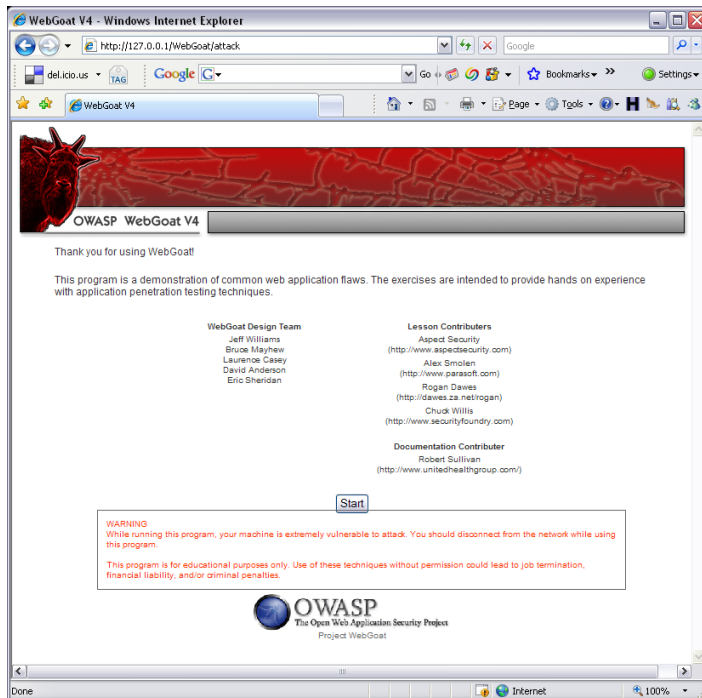 WebGoat V4 - Windows Internet Explorer
http://127.0.0.1/WebGoat/attack
Google
del.icio.us
TAG
Google
G
Go
Bookmarks
Settings
WebGoat V4
Page
Tools
OWASP WebGoat V4
Thank you for using WebGoat!
This program is a demonstration of common web application flaws. The exercises are intended to provide hands on experience
with application penetration testing techniques.
WebGoat Design Team
Jeff Williams
Bruce Mayhew
Laurence Casey
David Anderson
Eric Sheridan
Lesson Contributers
Aspect Security
(http://www.aspectsecurity.com)
Alex Smolen
(http://www.parasoft.com)
Rogan Dawes
(http://dawes.za.net/rogan)
Chuck Willis
(http://www.securityfoundry.com)
Documentation Contributer
Robert Sullivan
(http://www.unitedhealthgroup.com/)
Start
WARNING
While running this program, your machine is extremely vulnerable to attack. You should disconnect from the network while using
this program.
This program is for educational purposes only. Use of these techniques without permission could lead to job termination,
financial liability, and/or criminal penalties.
OWASP
The Open Web Application Security Project
Project WebGoat
Done
Internet
100%